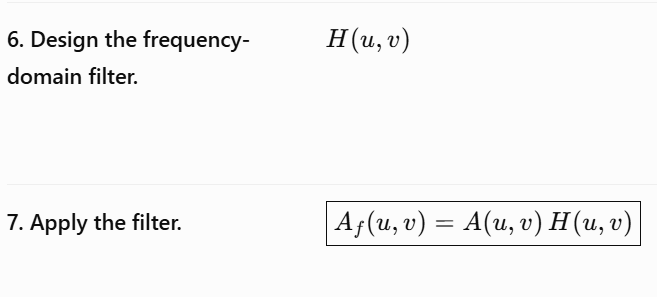 6. Design the frequency- H(u, v)
domain filter.
7. Apply the filter. A_f(u, v) = A(u, v) H(u, v)